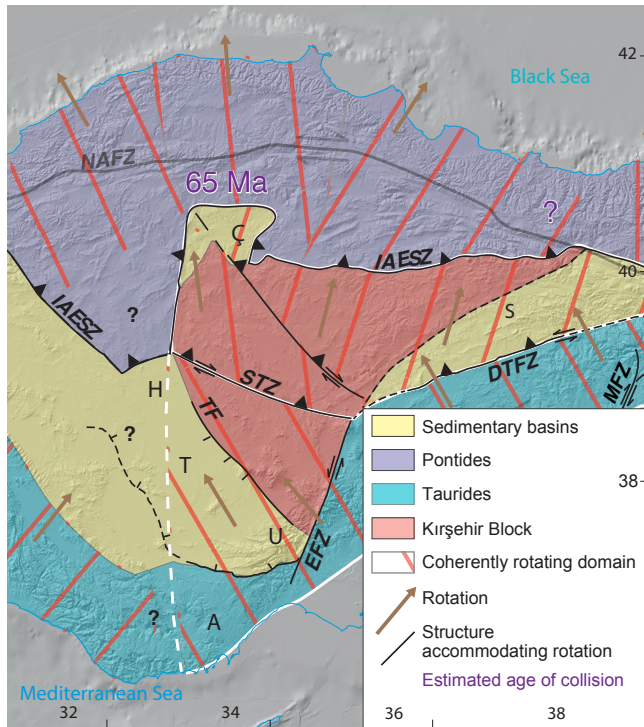 42
Black Sea
NAFZ
65 Ma
?
Ç
IAESZ
40
IAESZ
?
S
STZ
DTFZ
MFZ
H
TF
?
T
U
EFZ
38
?
A
Mediterranean Sea
32
34
36
38
Sedimentary basins
Pontides
Taurides
Kırşehir Block
Coherently rotating domain
Rotation
Structure
accommodating rotation
Estimated age of collision